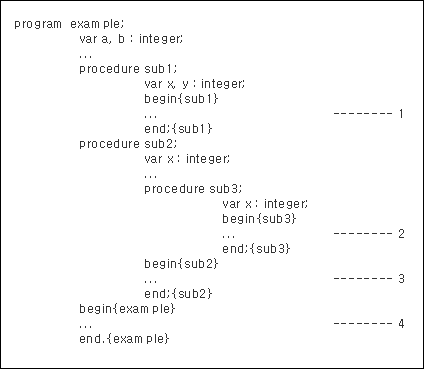 program example;
var a, b : integer;
...
procedure sub1;
var x, y : integer;
begin{sub1}
... -------- 1
end;{sub1}
procedure sub2;
var x : integer;
...
procedure sub3;
var x : integer;
begin{sub3}
... -------- 2
end;{sub3}
begin{sub2}
... -------- 3
end;{sub2}
begin{example}
... -------- 4
end.{example}